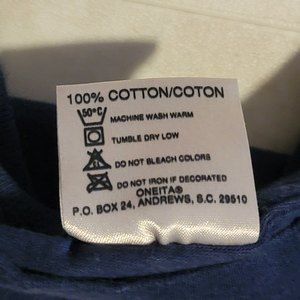 100% COTTON/COTON
50°C MACHINE WASH WARM
TUMBLE DRY LOW
DO NOT BLEACH COLORS
DO NOT IRON IF DECORATED
ONEITA®
P.O. BOX 24, ANDREWS, S.C. 29510